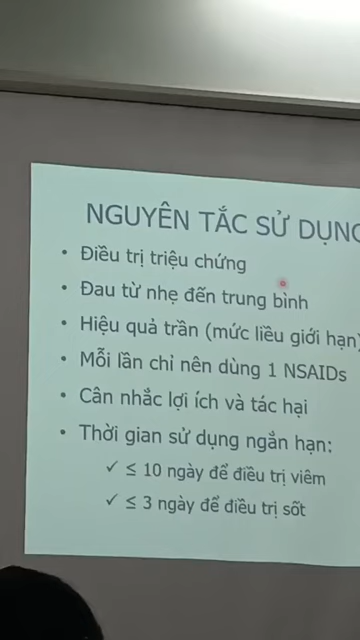 NGUYÊN TẮC SỬ DỤNG
• Điều trị triệu chứng
• Đau từ nhẹ đến trung bình
• Hiệu quả trần (mức liều giới hạn)
• Mỗi lần chỉ nên dùng 1 NSAIDs
• Cân nhắc lợi ích và tác hại
• Thời gian sử dụng ngắn hạn:
✓ ≤ 10 ngày để điều trị viêm
✓ ≤ 3 ngày để điều trị sốt